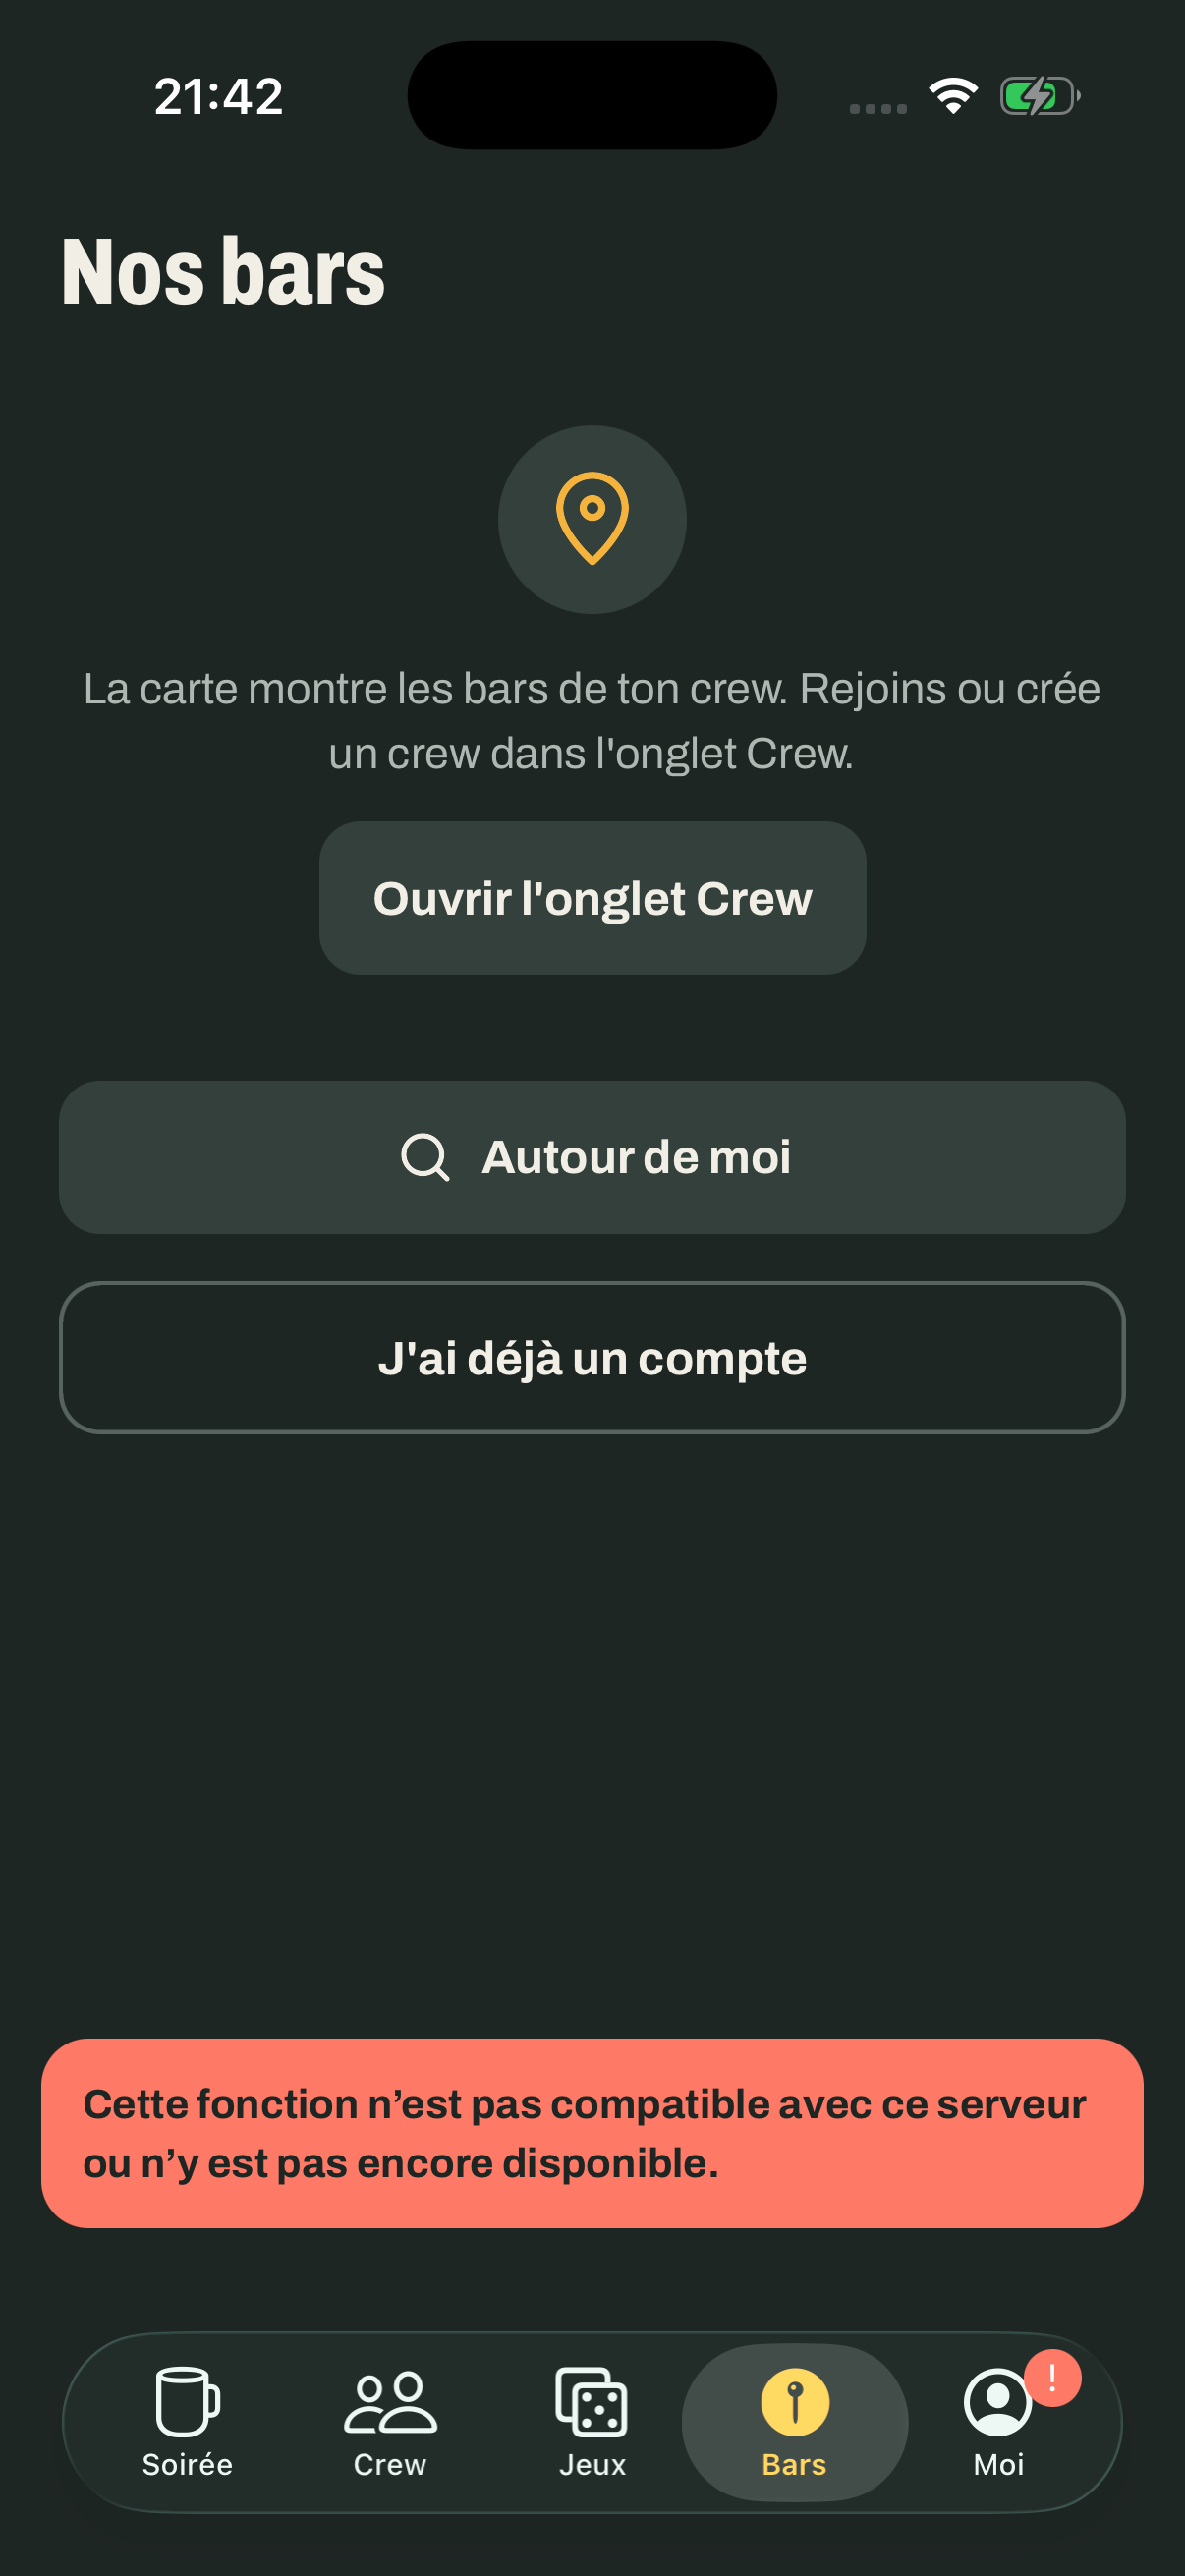 21:42
Nos bars
La carte montre les bars de ton crew. Rejoins ou crée
un crew dans l'onglet Crew.
Ouvrir l'onglet Crew
Autour de moi
J'ai déjà un compte
Cette fonction n’est pas compatible avec ce serveur
ou n’y est pas encore disponible.
!
Soirée
Crew
Jeux
Bars
Moi